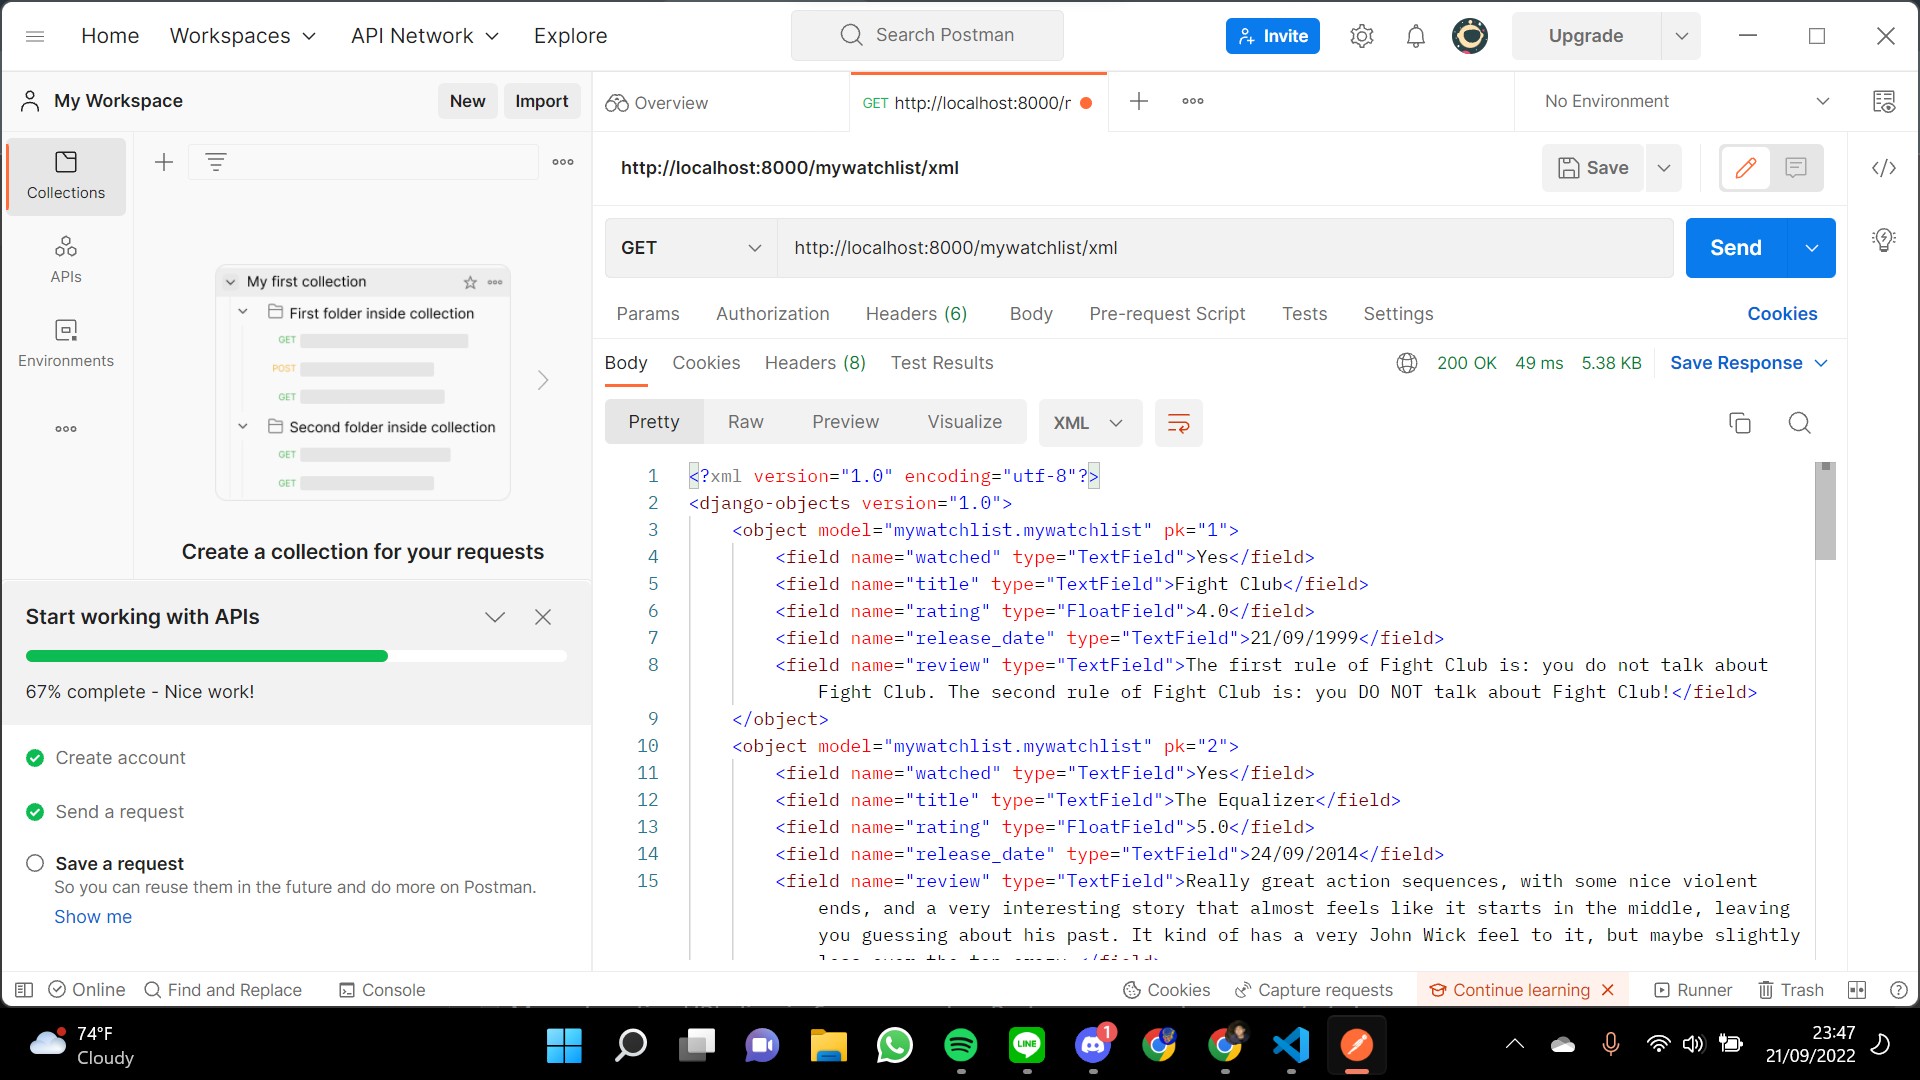 Home
Workspaces
API Network
Explore
Search Postman
Invite
Upgrade
My Workspace
New
Import
Overview
GET http://localhost:8000/r
No Environment
Collections
APIs
Environments
My first collection
First folder inside collection
GET
POST
GET
Second folder inside collection
GET
GET
Create a collection for your requests
Start working with APIs
67% complete - Nice work!
Create account
Send a request
Save a request
So you can reuse them in the future and do more on Postman.
Show me
http://localhost:8000/mywatchlist/xml
Save
GET
http://localhost:8000/mywatchlist/xml
Send
Params
Authorization
Headers (6)
Body
Pre-request Script
Tests
Settings
Cookies
Body
Cookies
Headers (8)
Test Results
200 OK
49 ms
5.38 KB
Save Response
Pretty
Raw
Preview
Visualize
XML
1 <?xml version="1.0" encoding="utf-8"?>
2 <django-objects version="1.0">
3 <object model="mywatchlist.mywatchlist" pk="1">
4 <field name="watched" type="TextField">Yes</field>
5 <field name="title" type="TextField">Fight Club</field>
6 <field name="rating" type="FloatField">4.0</field>
7 <field name="release_date" type="TextField">21/09/1999</field>
8 <field name="review" type="TextField">The first rule of Fight Club is: you do not talk about
Fight Club. The second rule of Fight Club is: you DO NOT talk about Fight Club!</field>
9 </object>
10 <object model="mywatchlist.mywatchlist" pk="2">
11 <field name="watched" type="TextField">Yes</field>
12 <field name="title" type="TextField">The Equalizer</field>
13 <field name="rating" type="FloatField">5.0</field>
14 <field name="release_date" type="TextField">24/09/2014</field>
15 <field name="review" type="TextField">Really great action sequences, with some nice violent
ends, and a very interesting story that almost feels like it starts in the middle, leaving
you guessing about his past. It kind of has a very John Wick feel to it, but maybe slightly
Online
Find and Replace
Console
Cookies
Capture requests
Continue learning
Runner
Trash
74°F
Cloudy
LINE
1
23:47
21/09/2022